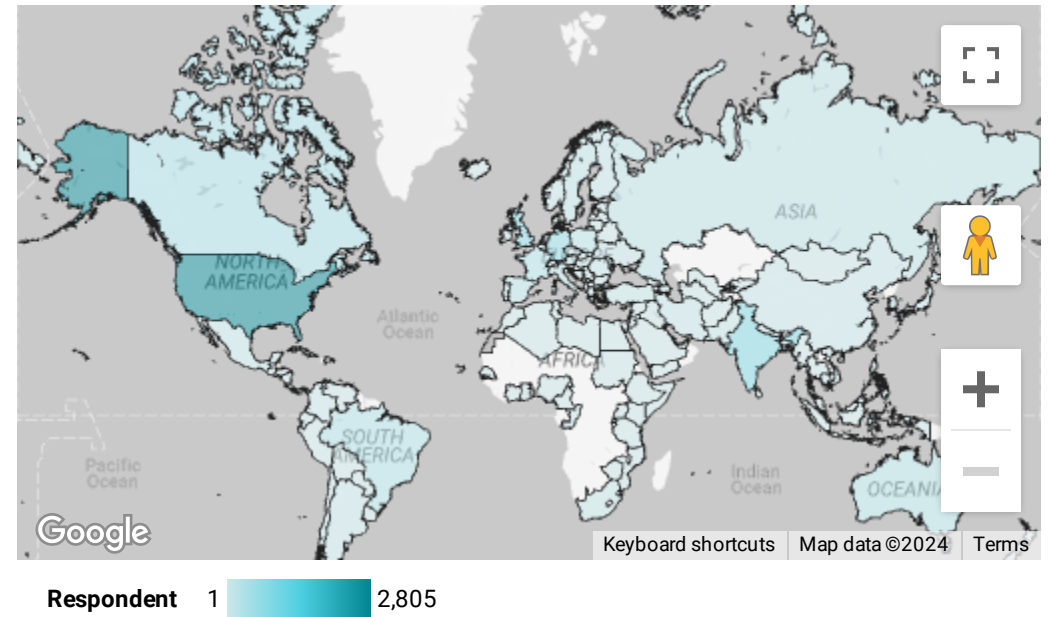 ASIA
NORTH
AMERICA
Atlantic
Ocean
AFRICA
SOUTH
AMERICA
Pacific
Ocean
Indian
Ocean
OCEANIA
Google
Keyboard shortcuts
Map data ©2024
Terms
Respondent 1 2,805